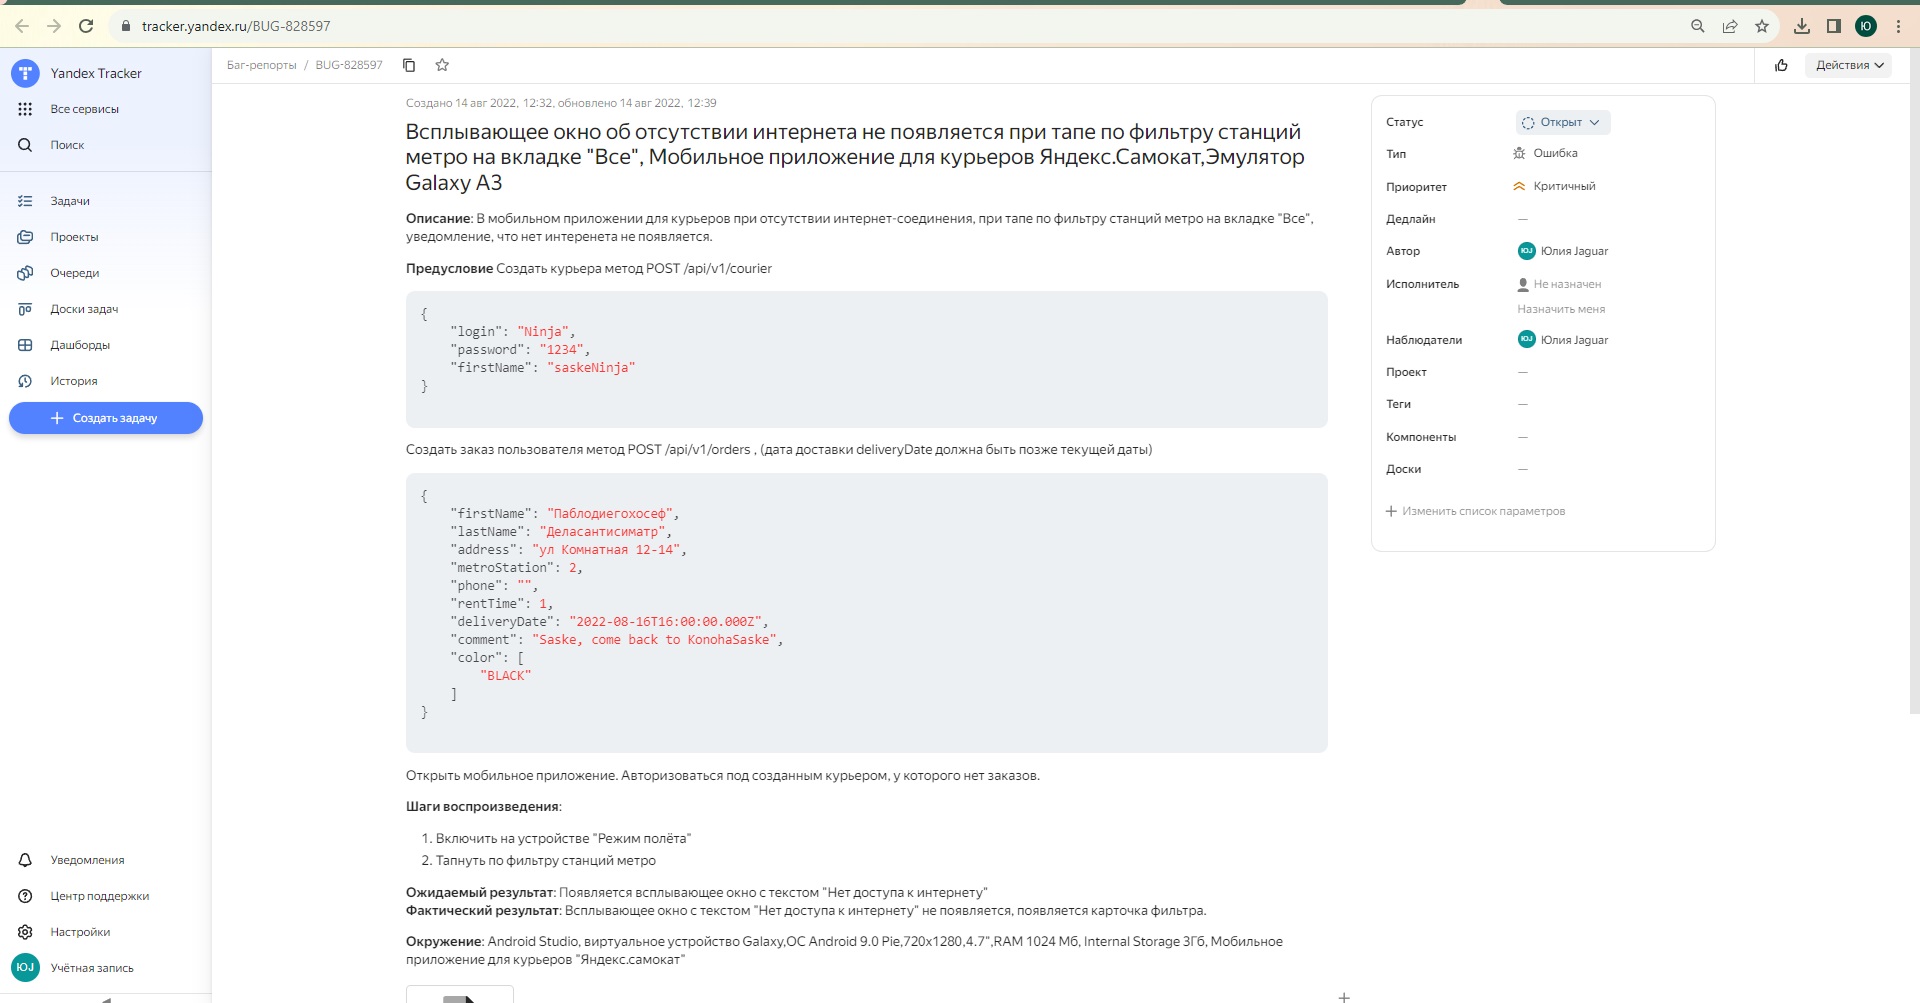 tracker.yandex.ru/BUG-828597
Ю
Yandex Tracker
Все сервисы
Поиск
Задачи
Проекты
Очереди
Доски задач
Дашборды
История
Создать задачу
Уведомления
Центр поддержки
Настройки
ЮJ Учётная запись
Баг-репорты / BUG-828597
Действия
Создано 14 авг 2022, 12:32, обновлено 14 авг 2022, 12:39
Всплывающее окно об отсутствии интернета не появляется при тапе по фильтру станций
метро на вкладке "Все", Мобильное приложение для курьеров Яндекс.Самокат,Эмулятор
Galaxy A3
Описание: В мобильном приложении для курьеров при отсутствии интернет-соединения, при тапе по фильтру станций метро на вкладке "Все",
уведомление, что нет интеренета не появляется.
Предусловие Создать курьера метод POST /api/v1/courier
{
"login": "Ninja",
"password": "1234",
"firstName": "saskeNinja"
}
Создать заказ пользователя метод POST /api/v1/orders , (дата доставки deliveryDate должна быть позже текущей даты)
{
"firstName": "Паблодиегохосеф",
"lastName": "Деласантисиматр",
"address": "ул Комнатная 12-14",
"metroStation": 2,
"phone": "",
"rentTime": 1,
"deliveryDate": "2022-08-16T16:00:00.000Z",
"comment": "Saske, come back to KonohaSaske",
"color": [
"BLACK"
]
}
Открыть мобильное приложение. Авторизоваться под созданным курьером, у которого нет заказов.
Шаги воспроизведения:
1. Включить на устройстве "Режим полёта"
2. Тапнуть по фильтру станций метро
Ожидаемый результат: Появляется всплывающее окно с текстом "Нет доступа к интернету"
Фактический результат: Всплывающее окно с текстом "Нет доступа к интернету" не появляется, появляется карточка фильтра.
Окружение: Android Studio, виртуальное устройство Galaxy,ОС Android 9.0 Pie,720x1280,4.7",RAM 1024 Мб, Internal Storage 3Гб, Мобильное
приложение для курьеров "Яндекс.самокат"
Статус Открыт
Тип Ошибка
Приоритет Критичный
Дедлайн —
Автор ЮJ Юлия Jaguar
Исполнитель Не назначен
Назначить меня
Наблюдатели ЮJ Юлия Jaguar
Проект —
Теги —
Компоненты —
Доски —
Изменить список параметров